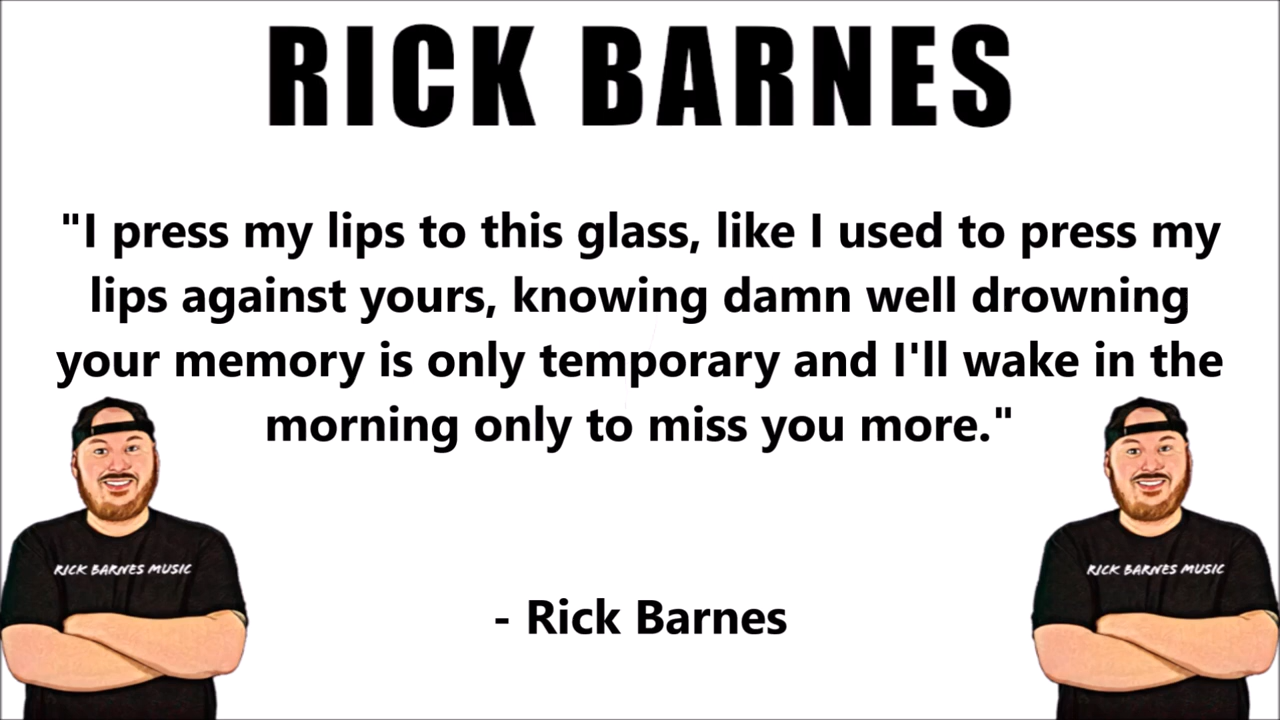 RICK BARNES
"I press my lips to this glass, like I used to press my
lips against yours, knowing damn well drowning
your memory is only temporary and I'll wake in the
morning only to miss you more."
RICK BARNES MUSIC
RICK BARNES MUSIC
- Rick Barnes